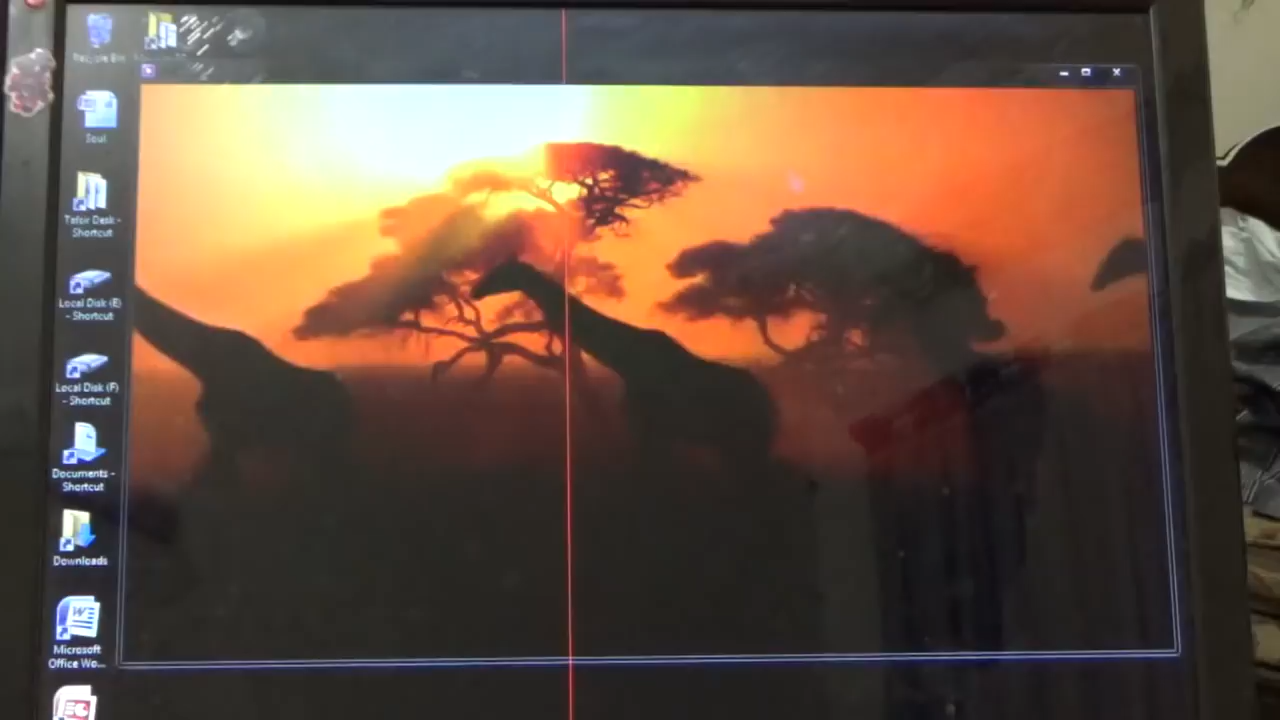 Recycle Bin
Soul
Tafsir Desk -
Shortcut
Local Disk (E)
- Shortcut
Local Disk (F)
- Shortcut
Documents -
Shortcut
Downloads
Microsoft
Office Wo...